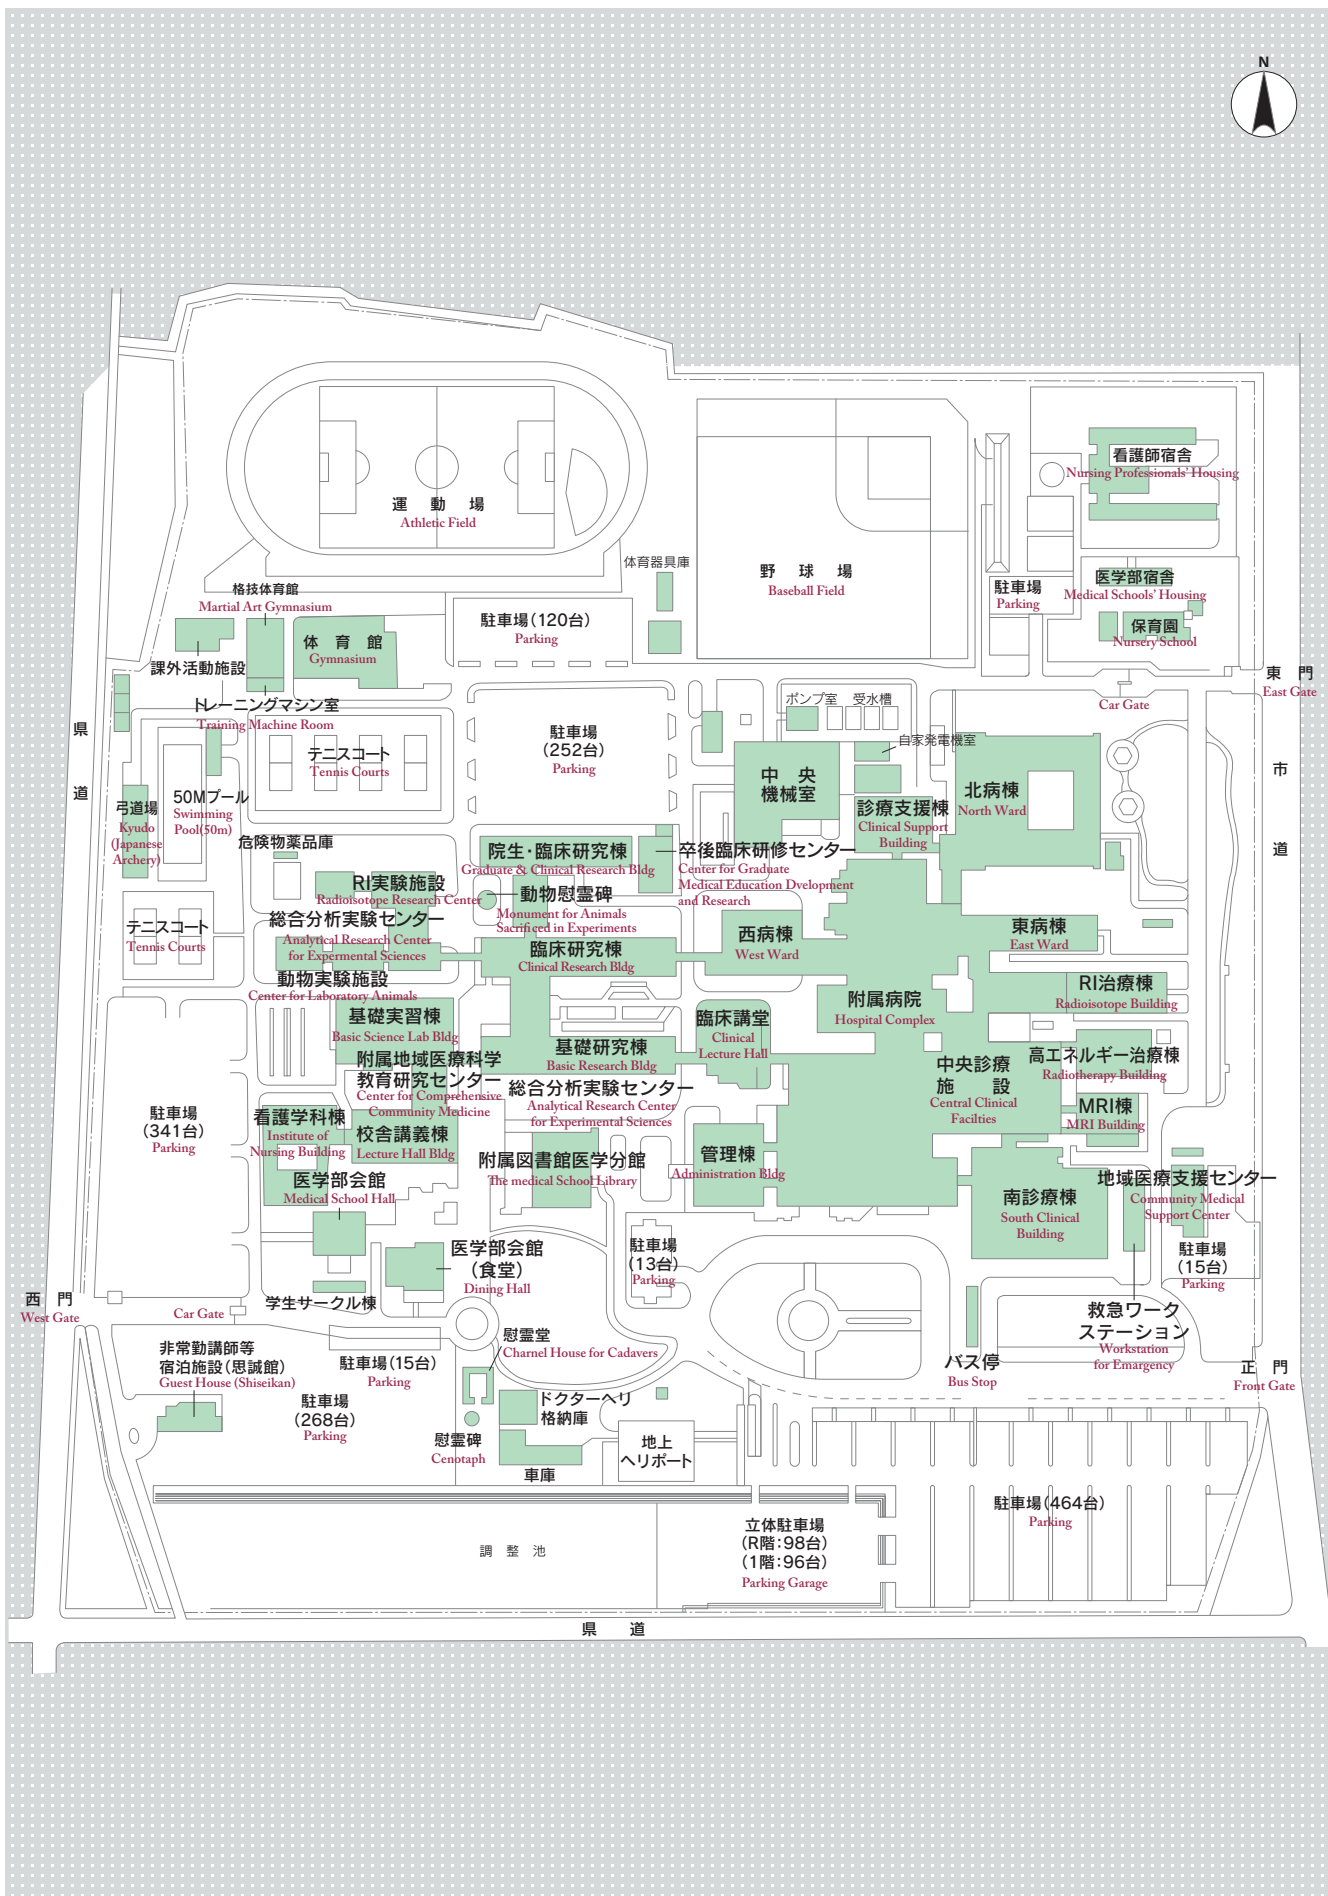 N
看護師宿舎
Nursing Professionals' Housing
運動場
Athletic Field
体育器具庫
野球場
Baseball Field
医学部宿舎
Medical Schools' Housing
駐車場
Parking
保育園
Nursery School
格技体育館
Martial Art Gymnasium
駐車場(120台)
Parking
体育館
Gymnasium
課外活動施設
東門
East Gate
Car Gate
トレーニングマシン室
Training Machine Room
ポンプ室
受水槽
県道
駐車場
(252台)
Parking
自家発電機室
テニスコート
Tennis Courts
中央
機械室
北病棟
North Ward
市道
50Mプール
Swimming
Pool(50m)
弓道場
Kyudo
(Japanese
Archery)
診療支援棟
Clinical Support
Building
危険物薬品庫
院生・臨床研究棟
Graduate & Clinical Research Bldg
卒後臨床研修センター
Center for Graduate
Medical Education Dvelopment
and Research
RI実験施設
Radioisotope Research Center
動物慰霊碑
Monument for Animals
Sacrificed in Experiments
テニスコート
Tennis Courts
総合分析実験センター
Analytical Research Center
for Expermental Sciences
西病棟
West Ward
東病棟
East Ward
臨床研究棟
Clinical Research Bldg
動物実験施設
Center for Laboratory Animals
RI治療棟
Radioisotope Building
附属病院
Hospital Complex
基礎実習棟
Basic Science Lab Bldg
臨床講堂
Clinical
Lecture Hall
基礎研究棟
Basic Research Bldg
高エネルギー治療棟
Radiotherapy Building
附属地域医療科学
教育研究センター
Center for Comprehensive
Community Medicine
中央診療
施設
Central Clinical
Facilties
総合分析実験センター
Analytical Research Center
for Experimental Sciences
MRI棟
MRI Building
駐車場
(341台)
Parking
看護学科棟
Institute of
Nursing Building
校舎講義棟
Lecture Hall Bldg
附属図書館医学分館
The medical School Library
管理棟
Administration Bldg
医学部会館
Medical School Hall
地域医療支援センター
Community Medical
Support Center
南診療棟
South Clinical
Building
医学部会館
(食堂)
Dining Hall
駐車場
(13台)
Parking
駐車場
(15台)
Parking
西門
West Gate
Car Gate
学生サークル棟
救急ワーク
ステーション
Workstation
for Emargency
非常勤講師等
宿泊施設(思誠館)
Guest House (Shiseikan)
駐車場(15台)
Parking
慰霊堂
Charnel House for Cadavers
バス停
Bus Stop
正門
Front Gate
駐車場
(268台)
Parking
ドクターヘリ
格納庫
慰霊碑
Cenotaph
地上
ヘリポート
車庫
駐車場(464台)
Parking
立体駐車場
(R階:98台)
(1階:96台)
Parking Garage
調整池
県道